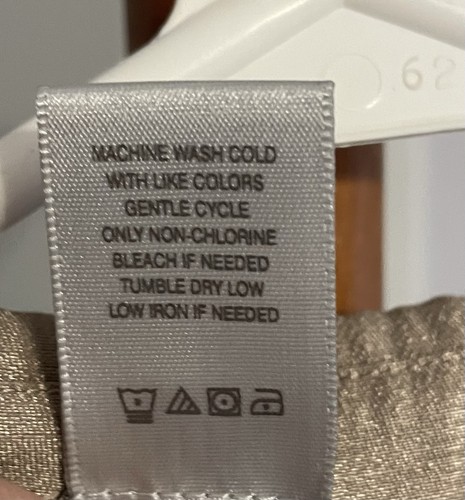 62
MACHINE WASH COLD
WITH LIKE COLORS
GENTLE CYCLE
ONLY NON-CHLORINE
BLEACH IF NEEDED
TUMBLE DRY LOW
LOW IRON IF NEEDED